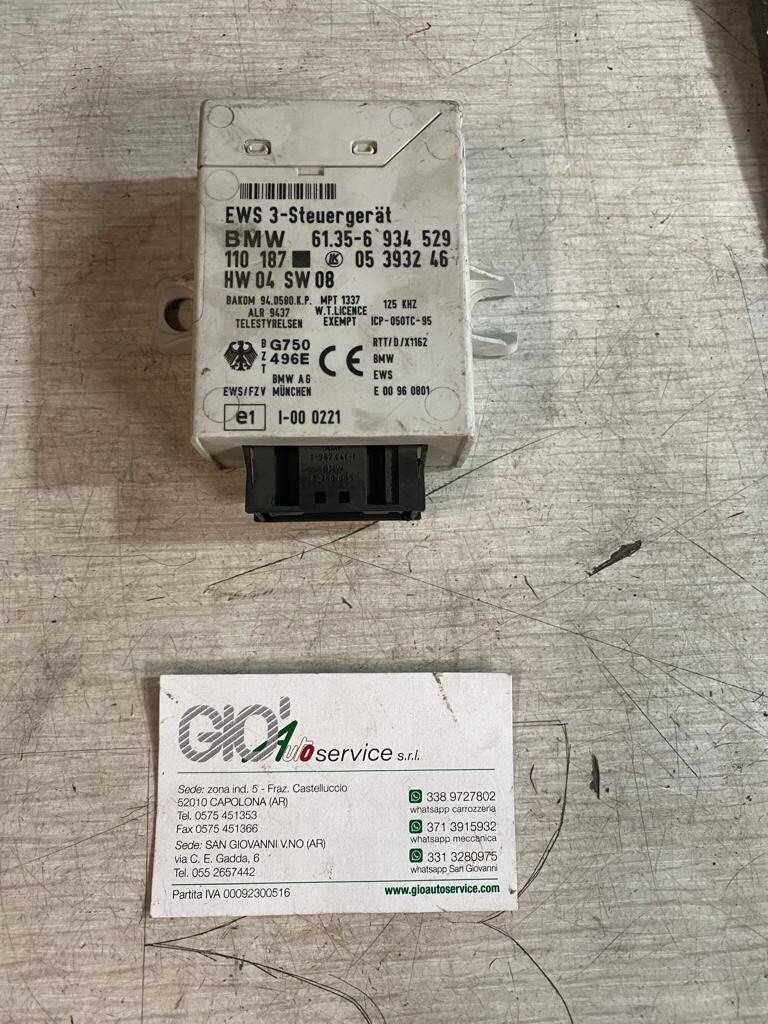 EWS 3-Steuergerät
BMW 61.35-6 934 529
110 187 LK 05 3932 46
HW 04 SW 08
BAKOM 94.0580.K.P. MPT 1337 125 KHZ
ALR 9437 W.T.LICENCE
TELESTYRELSEN EXEMPT ICP-050TC-95
BZT G750 496E CE RTT/D/X1162
BMW
BMW AG EWS
EWS/FZV MÜNCHEN E 00 96 0801
e1 I-00 0221
BMW
GIO' Autoservice s.r.l.
Sede: zona ind. 5 - Fraz. Castelluccio
52010 CAPOLONA (AR)
Tel. 0575 451353
Fax 0575 451366
Sede: SAN GIOVANNI V.NO (AR)
via C. E. Gadda, 6
Tel. 055 2657442
Partita IVA 00092300516
338 9727802
whatsapp carrozzeria
371 3915932
whatsapp meccanica
331 3280975
whatsapp San Giovanni
www.gioautoservice.com